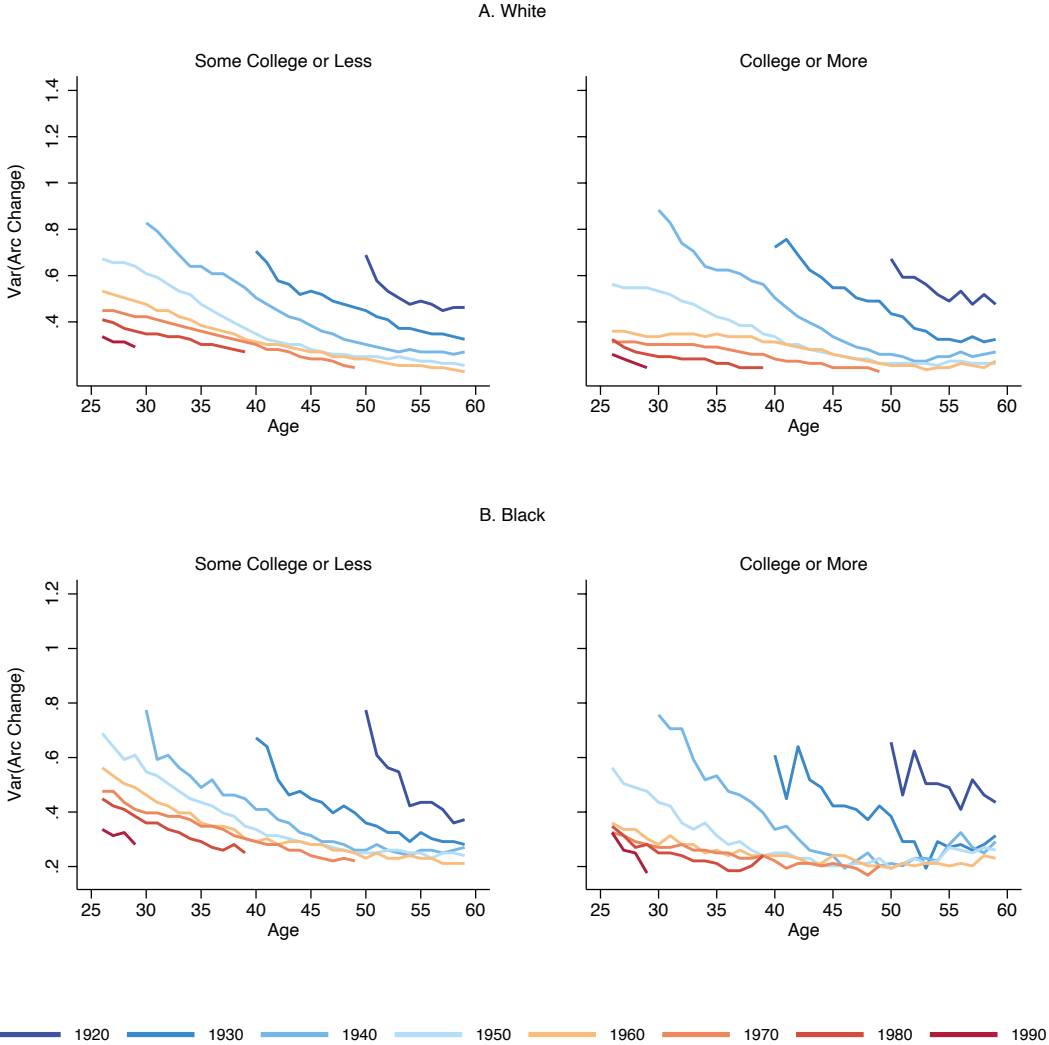 A. White
Some College or Less
College or More
Var(Arc Change)
1.4
1.2
1
.8
.6
.4
25 30 35 40 45 50 55 60
Age
25 30 35 40 45 50 55 60
Age
B. Black
Some College or Less
College or More
Var(Arc Change)
1.2
1
.8
.6
.4
.2
25 30 35 40 45 50 55 60
Age
25 30 35 40 45 50 55 60
Age
1920 1930 1940 1950 1960 1970 1980 1990